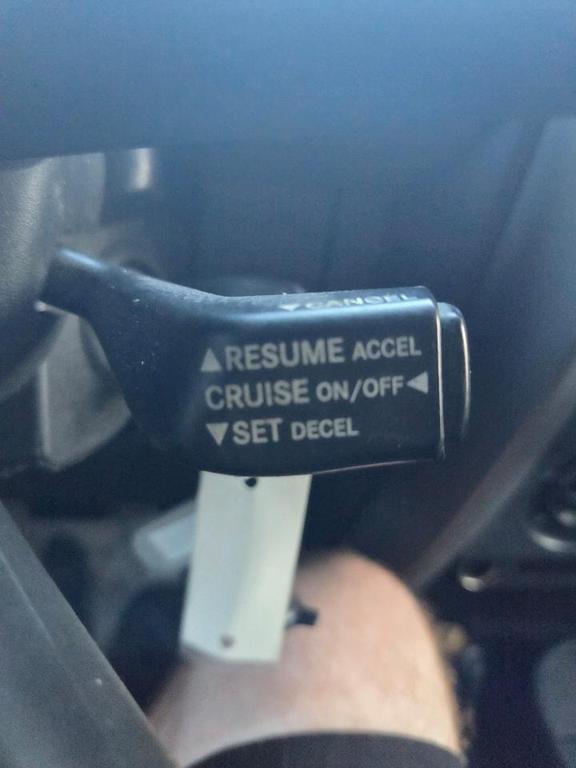 ▼CANCEL
▲RESUME ACCEL
CRUISE ON/OFF◀
▼SET DECEL